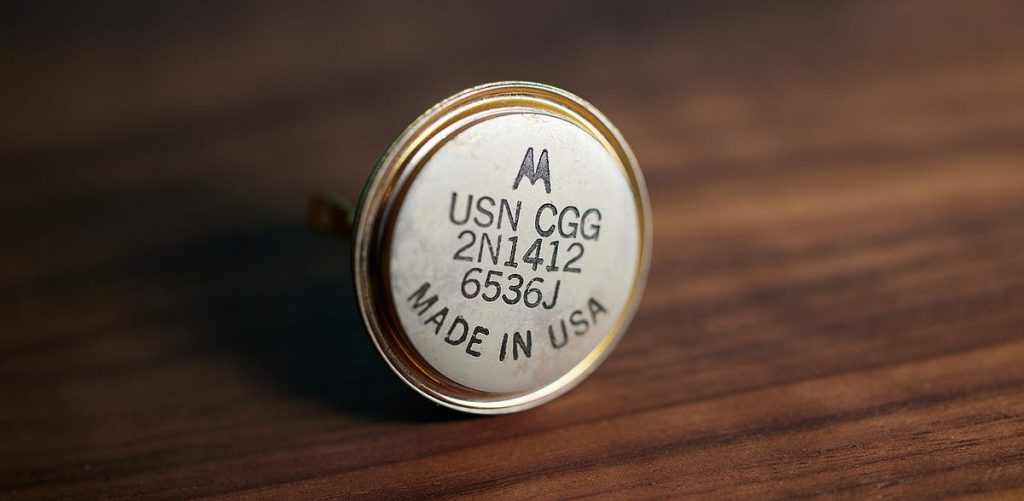 USN CGG
2N1412
6536J
MADE IN USA